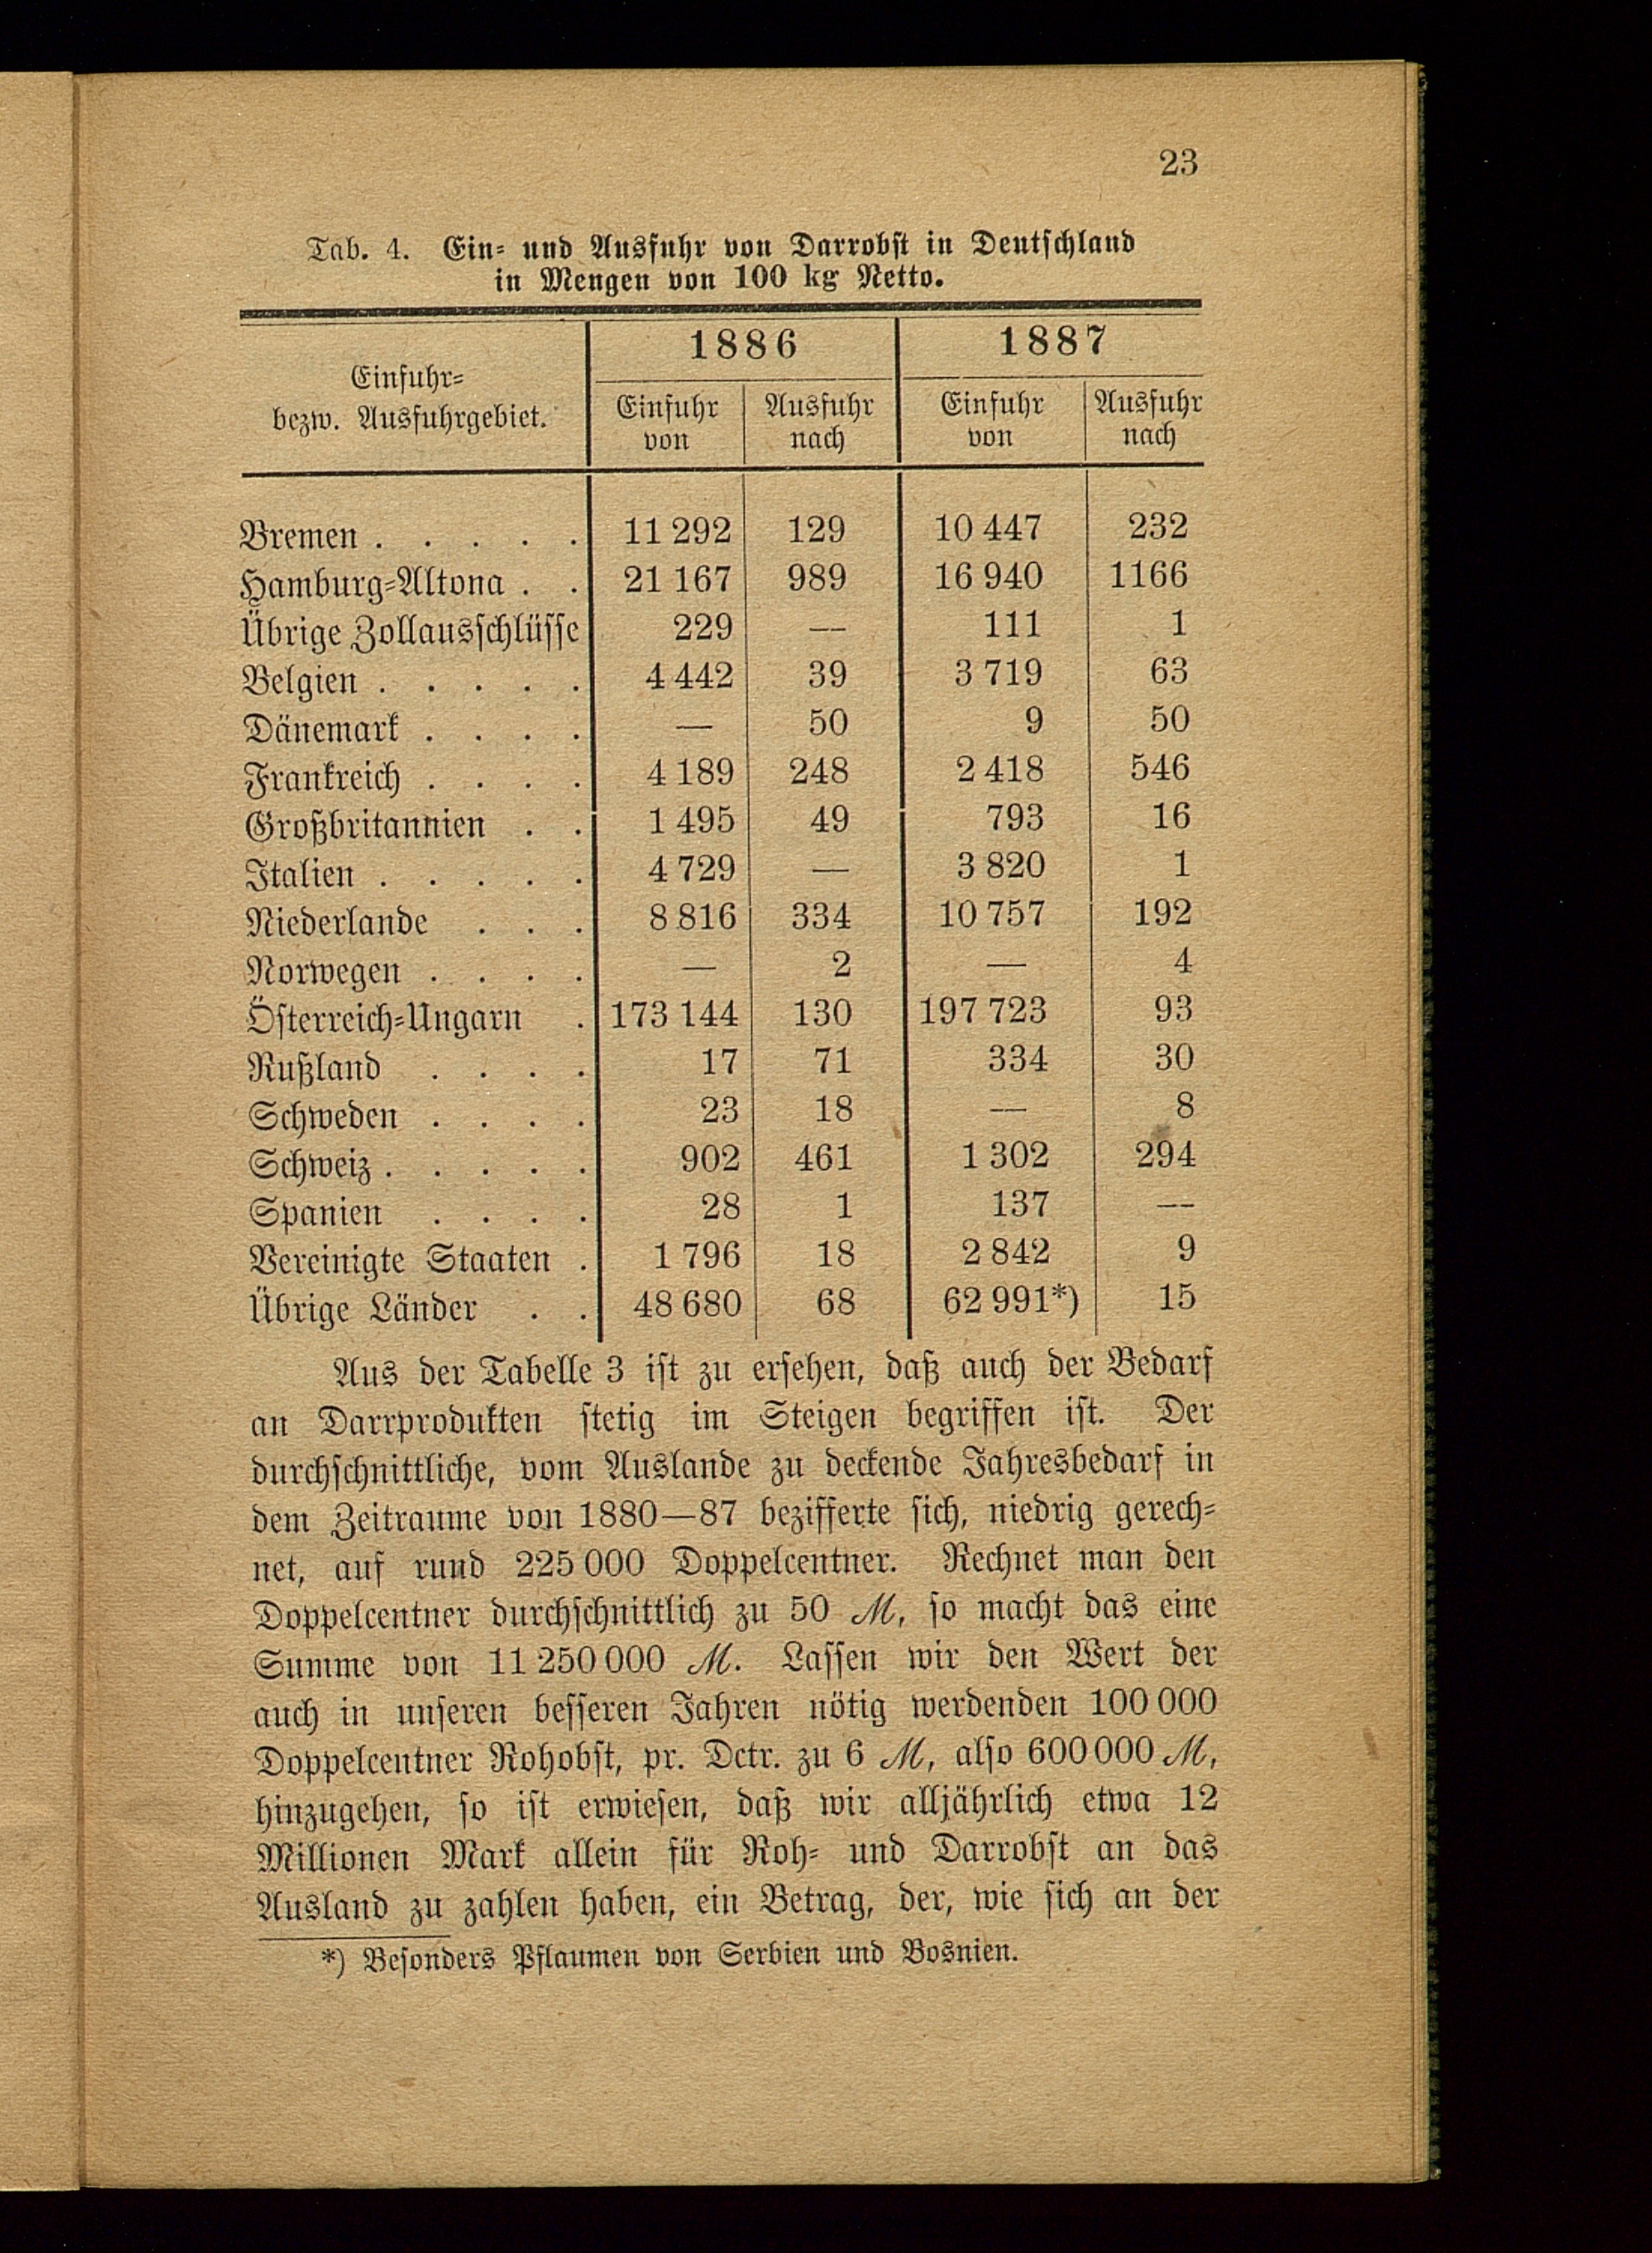 23
Tab. 4. Ein- und Ausfuhr von Darrobst in Deutschland
in Mengen von 100 kg Netto.
Einfuhr-
bezw. Ausfuhrgebiet.
1886 1887
Einfuhr von Ausfuhr nach Einfuhr von Ausfuhr nach
Bremen . . . . . 11 292 129 10 447 232
Hamburg-Altona . . 21 167 989 16 940 1166
Übrige Zollausschlüsse 229 — 111 1
Belgien . . . . . 4 442 39 3 719 63
Dänemark . . . . — 50 9 50
Frankreich . . . . 4 189 248 2 418 546
Großbritannien . . 1 495 49 793 16
Italien . . . . . 4 729 — 3 820 1
Niederlande . . . 8 816 334 10 757 192
Norwegen . . . . — 2 — 4
Österreich-Ungarn . 173 144 130 197 723 93
Rußland . . . . 17 71 334 30
Schweden . . . . 23 18 — 8
Schweiz . . . . . 902 461 1 302 294
Spanien . . . . 28 1 137 —
Vereinigte Staaten . 1 796 18 2 842 9
Übrige Länder . . 48 680 68 62 991*) 15
Aus der Tabelle 3 ist zu ersehen, daß auch der Bedarf
an Darrprodukten stetig im Steigen begriffen ist. Der
durchschnittliche, vom Auslande zu deckende Jahresbedarf in
dem Zeitraume von 1880—87 bezifferte sich, niedrig gerech-
net, auf rund 225 000 Doppelcentner. Rechnet man den
Doppelcentner durchschnittlich zu 50 M, so macht das eine
Summe von 11 250 000 M. Lassen wir den Wert der
auch in unseren besseren Jahren nötig werdenden 100 000
Doppelcentner Rohobst, pr. Dctr. zu 6 M, also 600 000 M,
hinzugehen, so ist erwiesen, daß wir alljährlich etwa 12
Millionen Mark allein für Roh- und Darrobst an das
Ausland zu zahlen haben, ein Betrag, der, wie sich an der
*) Besonders Pflaumen von Serbien und Bosnien.